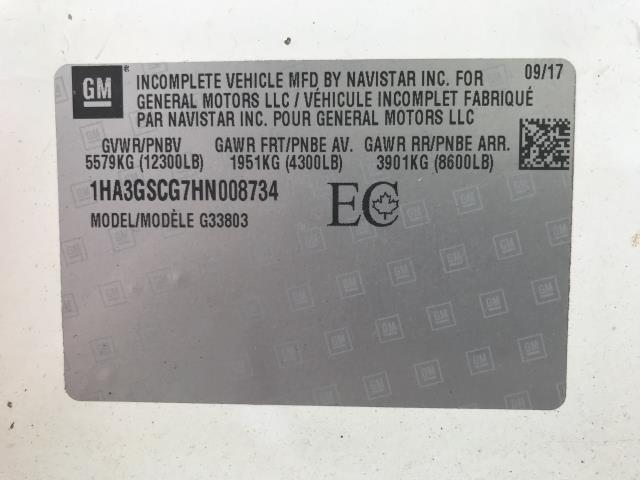 GM ®
INCOMPLETE VEHICLE MFD BY NAVISTAR INC. FOR
GENERAL MOTORS LLC / VÉHICULE INCOMPLET FABRIQUÉ
PAR NAVISTAR INC. POUR GENERAL MOTORS LLC
09/17
GVWR/PNBV GAWR FRT/PNBE AV. GAWR RR/PNBE ARR.
5579KG (12300LB) 1951KG (4300LB) 3901KG (8600LB)
1HA3GSCG7HN008734
EC
MODEL/MODÈLE G33803